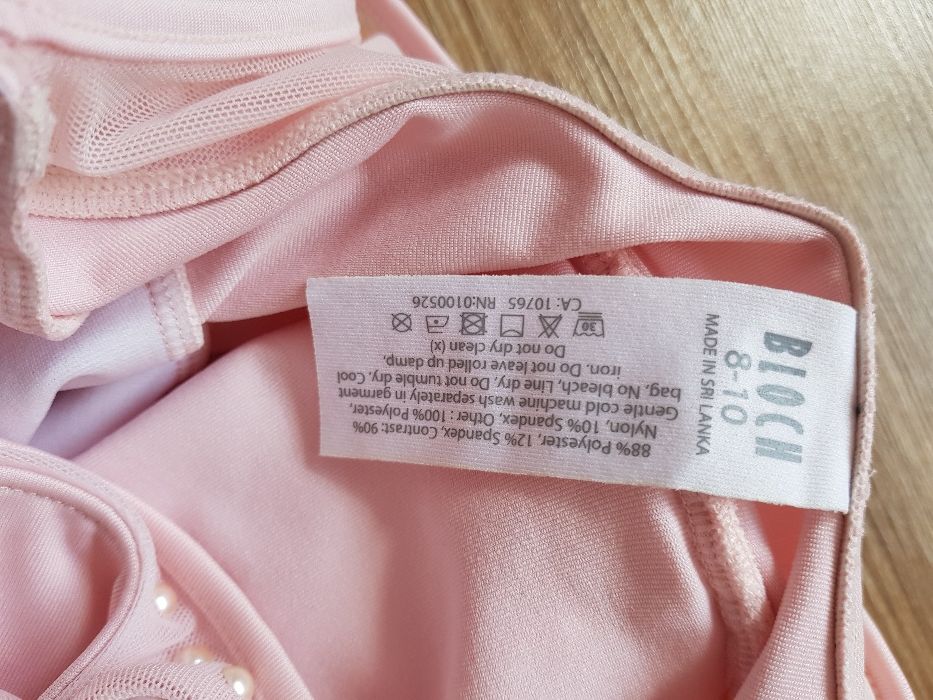 BLOCH
8-10
MADE IN SRI LANKA
88% Polyester, 12% Spandex, Contrast: 90%
Nylon, 10% Spandex, Other : 100% Polyester,
Gentle cold machine wash separately in garment
bag, No bleach, Line dry, Do not tumble dry, Cool
iron. Do not leave rolled up damp,
Do not dry clean (x)
30
CA: 10765 RN:0100526